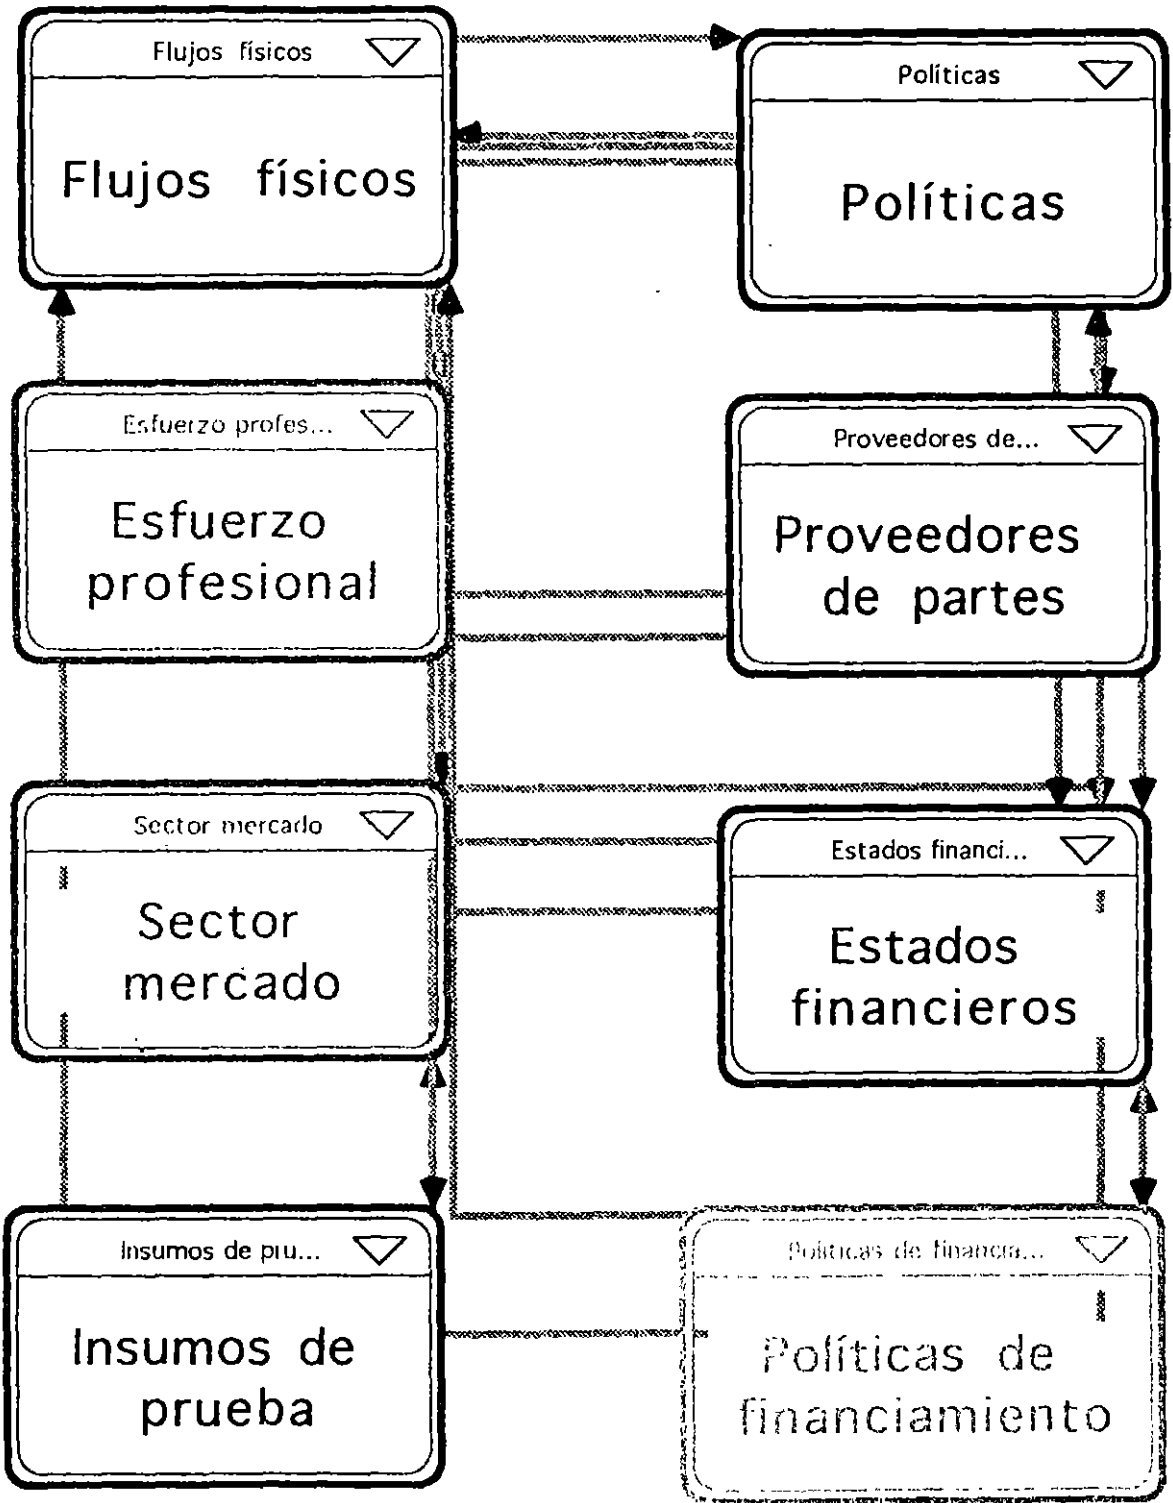 Flujos físicos
Flujos físicos
Políticas
Políticas
Esfuerzo profes...
Esfuerzo
profesional
Proveedores de...
Proveedores
de partes
Sector mercado
Sector
mercado
Estados financi...
Estados
financieros
Insumos de pru...
Insumos de
prueba
Políticas de financia...
Políticas de
financiamiento